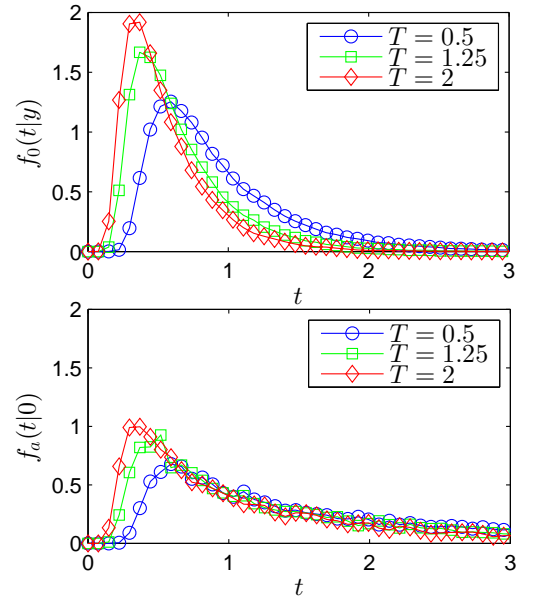 2
1.5
1
0.5
0
f₀(t|y)
T = 0.5
T = 1.25
T = 2
0 1 2 3
t
2
1.5
1
0.5
0
fₐ(t|0)
T = 0.5
T = 1.25
T = 2
0 1 2 3
t